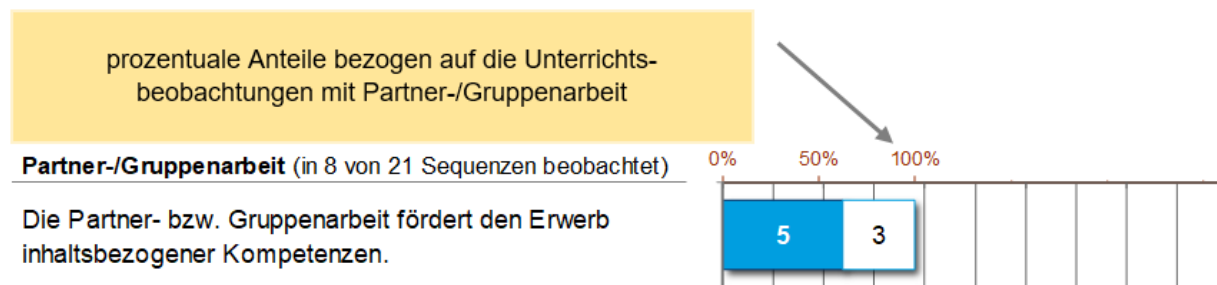 prozentuale Anteile bezogen auf die Unterrichts-
beobachtungen mit Partner-/Gruppenarbeit
Partner-/Gruppenarbeit (in 8 von 21 Sequenzen beobachtet)
0% 50% 100%
Die Partner- bzw. Gruppenarbeit fördert den Erwerb
inhaltsbezogener Kompetenzen.
5 3